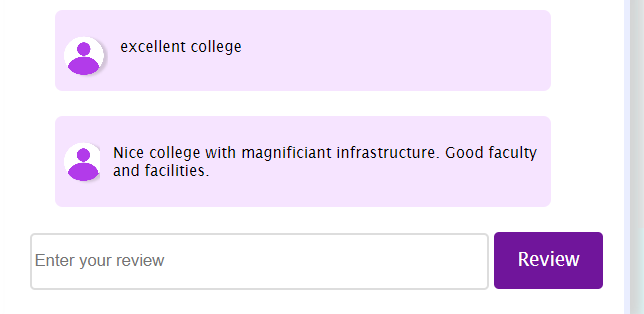 excellent college
Nice college with magnificiant infrastructure. Good faculty
and facilities.
Enter your review
Review